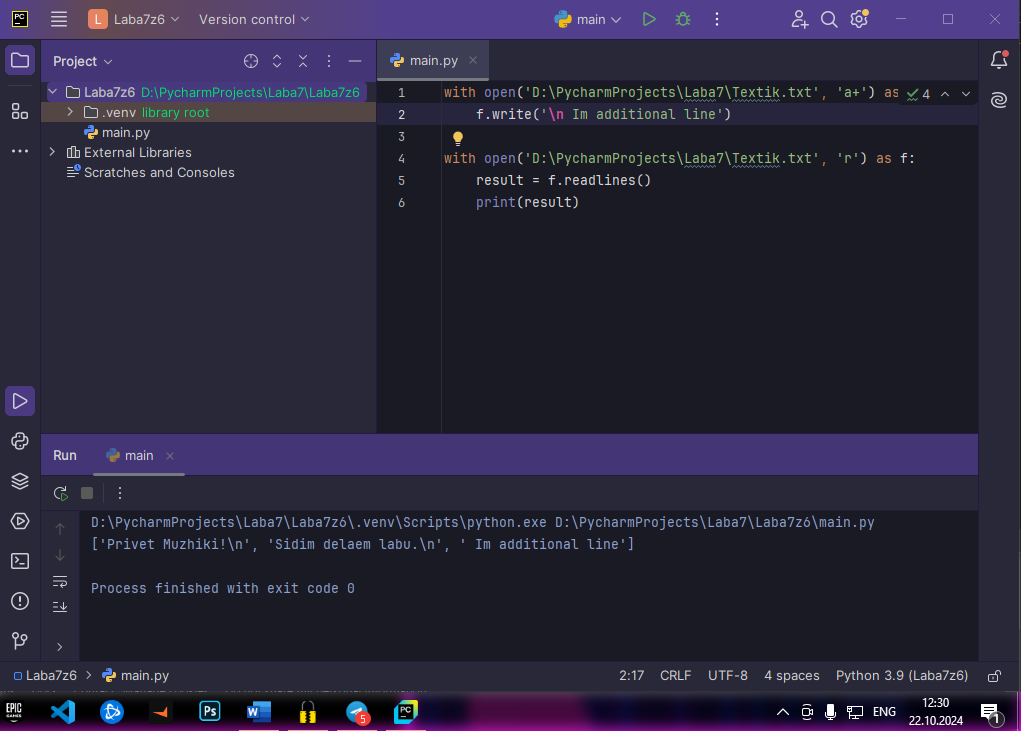 PC
L Laba7z6 Version control main
Project
main.py
Laba7z6 D:\PycharmProjects\Laba7\Laba7z6
.venv library root
main.py
External Libraries
Scratches and Consoles
4
1 with open('D:\PycharmProjects\Laba7\Textik.txt', 'a+') as
2 f.write('\n Im additional line')
3
4 with open('D:\PycharmProjects\Laba7\Textik.txt', 'r') as f:
5 result = f.readlines()
6 print(result)
Run main
D:\PycharmProjects\Laba7\Laba7z6\.venv\Scripts\python.exe D:\PycharmProjects\Laba7\Laba7z6\main.py
['Privet Muzhiki!\n', 'Sidim delaem labu.\n', ' Im additional line']
Process finished with exit code 0
Laba7z6 main.py 2:17 CRLF UTF-8 4 spaces Python 3.9 (Laba7z6)
EPIC GAMES Ps W 5 PC ENG 12:30
22.10.2024
1